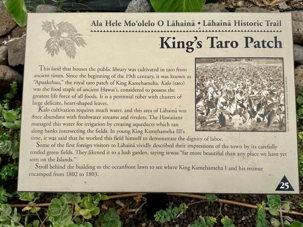 Ala Hele Mo'olelo O Lāhainā • Lāhainā Historic Trail
King's Taro Patch
This land that houses the public library was cultivated in taro from
ancient times. Since the beginning of the 19th century, it was known as
the royal taro patch of King Kamehameha. Kalo (taro)
was the food staple of ancient Hawai'i, considered to possess the
greatest life force of all foods. It is a perennial tuber with clusters of
large delicate, heart-shaped leaves.
Kalo cultivation requires much water, and this area of Lāhainā was
once abundant with freshwater streams and rivulets. The Hawaiians
managed this water for irrigation by creating aqueducts which ran
along banks intersecting the fields. In young King Kamehameha III's
time, it was said that he worked this field himself to demonstrate the dignity of labor.
Some of the first foreign visitors to Lāhainā vividly described their impressions of the town by its carefully
tended green fields. They likened it to a lush garden, saying it was "far more beautiful than any place we have yet
seen on the Islands."
Stroll behind the building to the oceanfront lawn to see where King Kamehameha I and his retinue
encamped from 1802 to 1803.
25